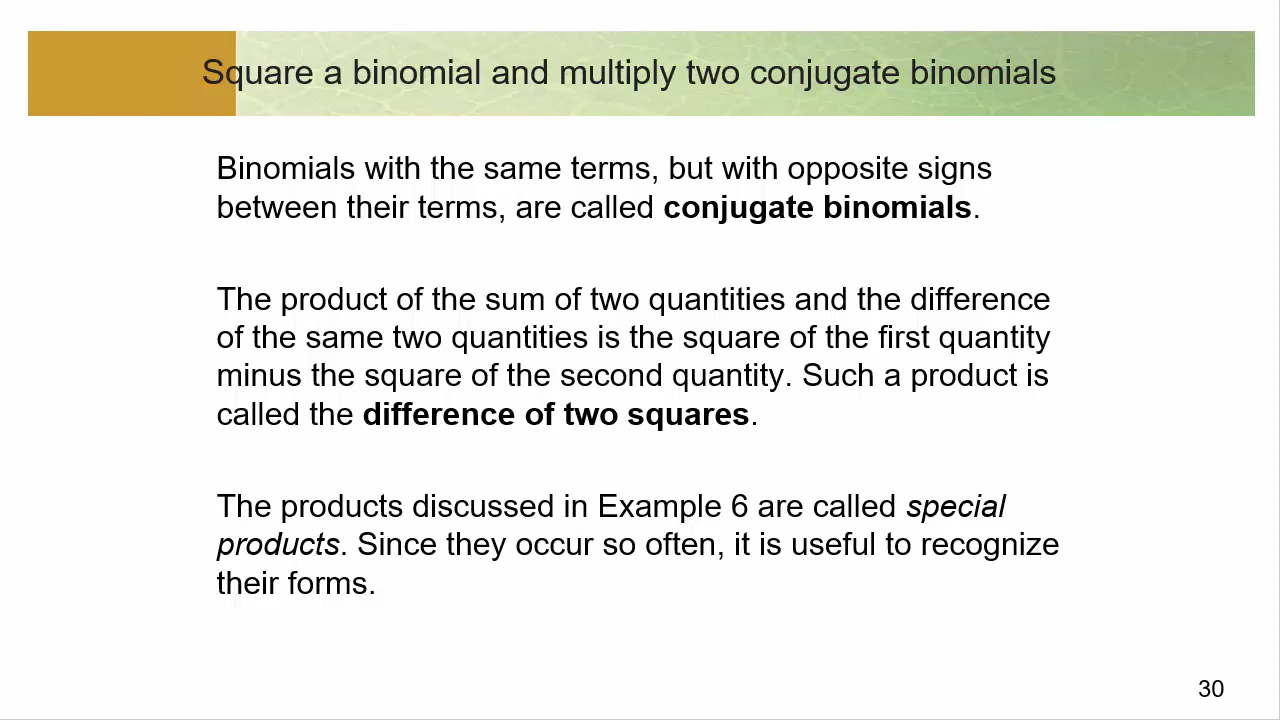 Square a binomial and multiply two conjugate binomials
Binomials with the same terms, but with opposite signs
between their terms, are called conjugate binomials.
The product of the sum of two quantities and the difference
of the same two quantities is the square of the first quantity
minus the square of the second quantity. Such a product is
called the difference of two squares.
The products discussed in Example 6 are called special
products. Since they occur so often, it is useful to recognize
their forms.
30